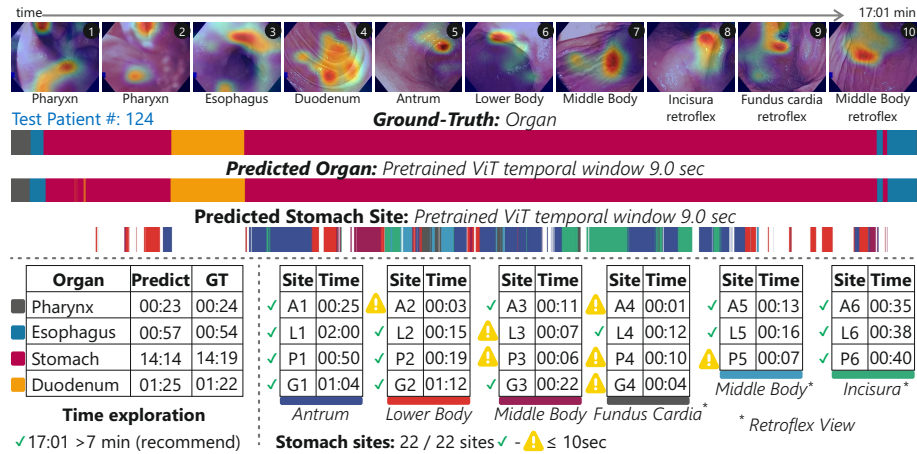 time 17:01 min
1 2 3 4 5 6 7 8 9 10
Pharyxn Pharyxn Esophagus Duodenum Antrum Lower Body Middle Body Incisura retroflex Fundus cardia retroflex Middle Body retroflex
Test Patient #: 124
Ground-Truth: Organ
Predicted Organ: Pretrained ViT temporal window 9.0 sec
Predicted Stomach Site: Pretrained ViT temporal window 9.0 sec
Organ Predict GT
Pharynx 00:23 00:24
Esophagus 00:57 00:54
Stomach 14:14 14:19
Duodenum 01:25 01:22
Time exploration
✓17:01 >7 min (recommend)
Site Time Site Time Site Time Site Time Site Time Site Time
✓ A1 00:25 ⚠ A2 00:03 ✓ A3 00:11 ⚠ A4 00:01 ✓ A5 00:13 ✓ A6 00:35
✓ L1 02:00 ✓ L2 00:15 ⚠ L3 00:07 ✓ L4 00:12 ✓ L5 00:16 ✓ L6 00:38
✓ P1 00:50 ✓ P2 00:19 ⚠ P3 00:06 ⚠ P4 00:10 ⚠ P5 00:07 ✓ P6 00:40
✓ G1 01:04 ✓ G2 01:12 ✓ G3 00:22 ⚠ G4 00:04
Middle Body* Incisura*
Antrum Lower Body Middle Body Fundus Cardia*
* Retroflex View
Stomach sites: 22 / 22 sites ✓ - ⚠ ≤ 10sec